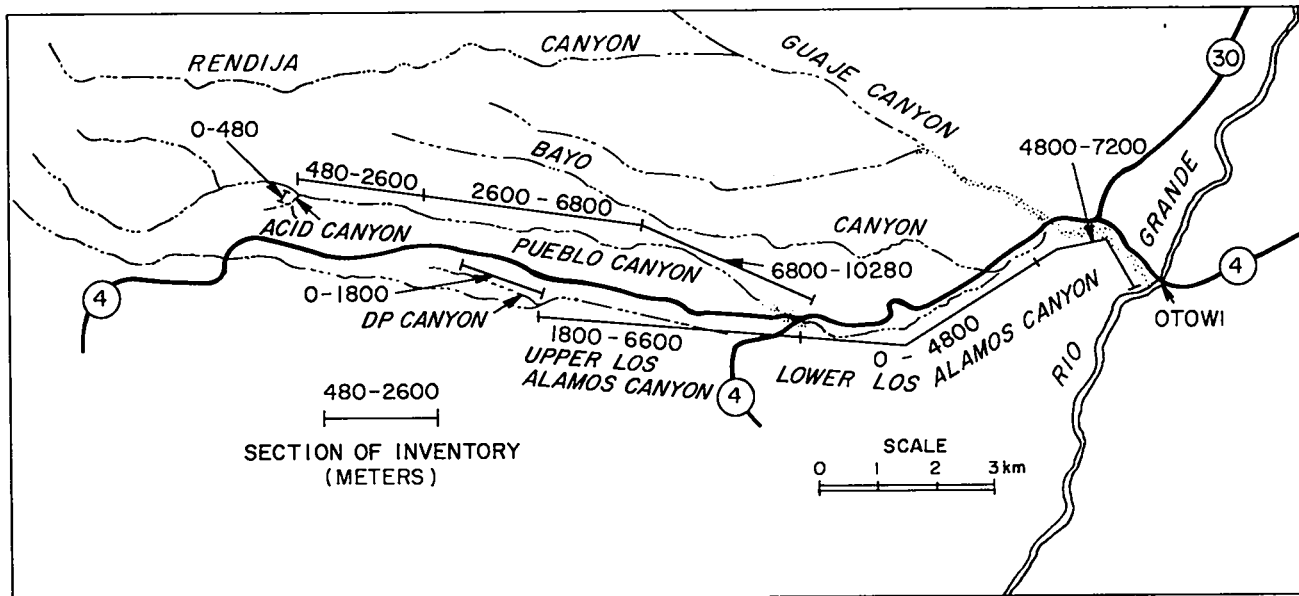 RENDIJA
CANYON
GUAJE CANYON
30
0-480
480-2600
BAYO
2600-6800
4800-7200
ACID CANYON
PUEBLO CANYON
CANYON
GRANDE
6800-10280
4
0-1800
DP CANYON
4
OTOWI
1800-6600
UPPER LOS
ALAMOS CANYON
4
LOWER LOS ALAMOS CANYON
0-4800
RIO
480-2600
SECTION OF INVENTORY
(METERS)
SCALE
0 1 2 3 km